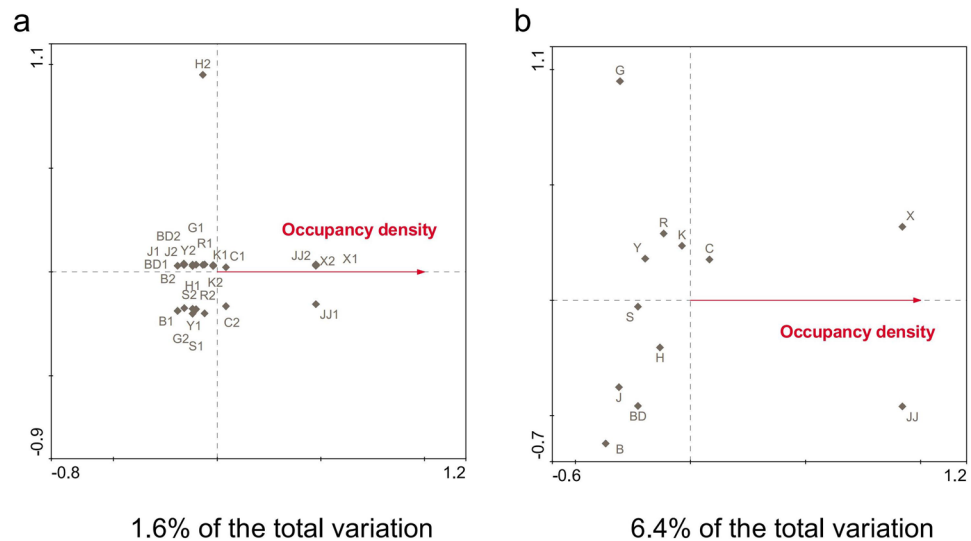 a
b
1.1
H2
G1
BD2
R1
Occupancy density
J1 J2 Y2
K1 C1
JJ2 X2 X1
BD1
B2
H1
K2
S2 R2
B1
Y1
C2
JJ1
G2
S1
-0.9
-0.8
1.2
1.6% of the total variation
1.1
G
X
R
K
Y
C
S
Occupancy density
H
J
BD
JJ
B
-0.7
-0.6
1.2
6.4% of the total variation